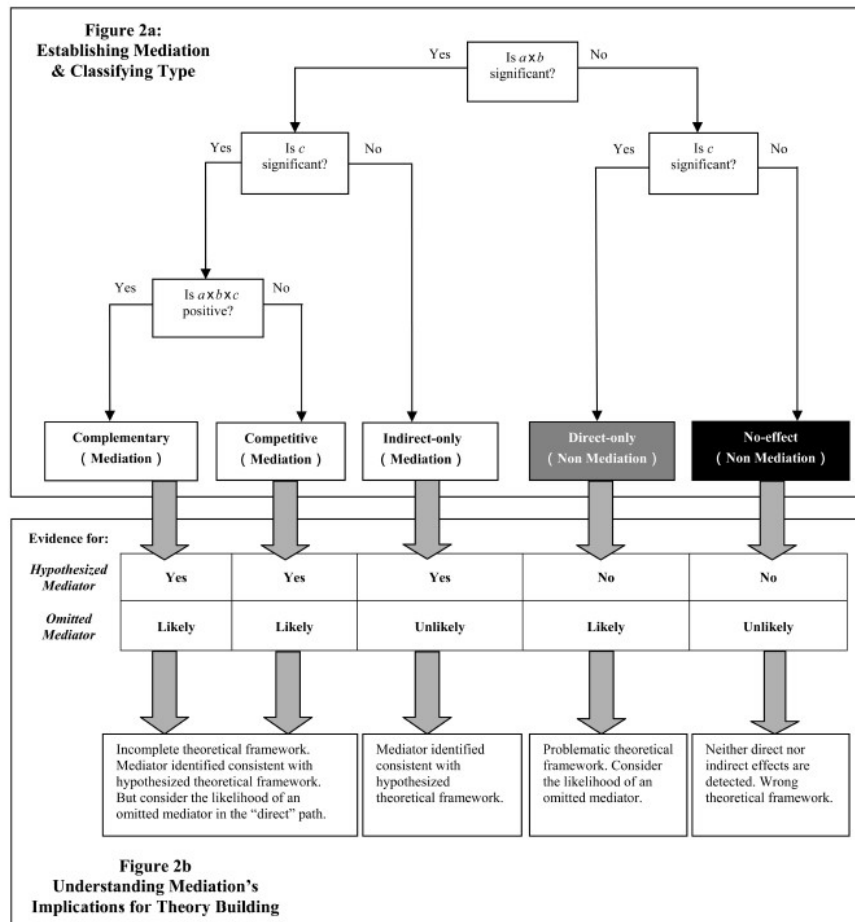 Figure 2a:
Establishing Mediation
& Classifying Type
Is a x b
significant?
Yes
No
Is c
significant?
Yes
No
Is c
significant?
Yes
No
Is a x b x c
positive?
Yes
No
Complementary
( Mediation )
Competitive
( Mediation )
Indirect-only
( Mediation )
Direct-only
( Non Mediation )
No-effect
( Non Mediation )
Evidence for:
Hypothesized
Mediator
Yes
Yes
Yes
No
No
Omitted
Mediator
Likely
Likely
Unlikely
Likely
Unlikely
Incomplete theoretical framework.
Mediator identified consistent with
hypothesized theoretical framework.
But consider the likelihood of an
omitted mediator in the “direct” path.
Mediator identified
consistent with
hypothesized
theoretical framework.
Problematic theoretical
framework. Consider
the likelihood of an
omitted mediator.
Neither direct nor
indirect effects are
detected. Wrong
theoretical framework.
Figure 2b
Understanding Mediation’s
Implications for Theory Building